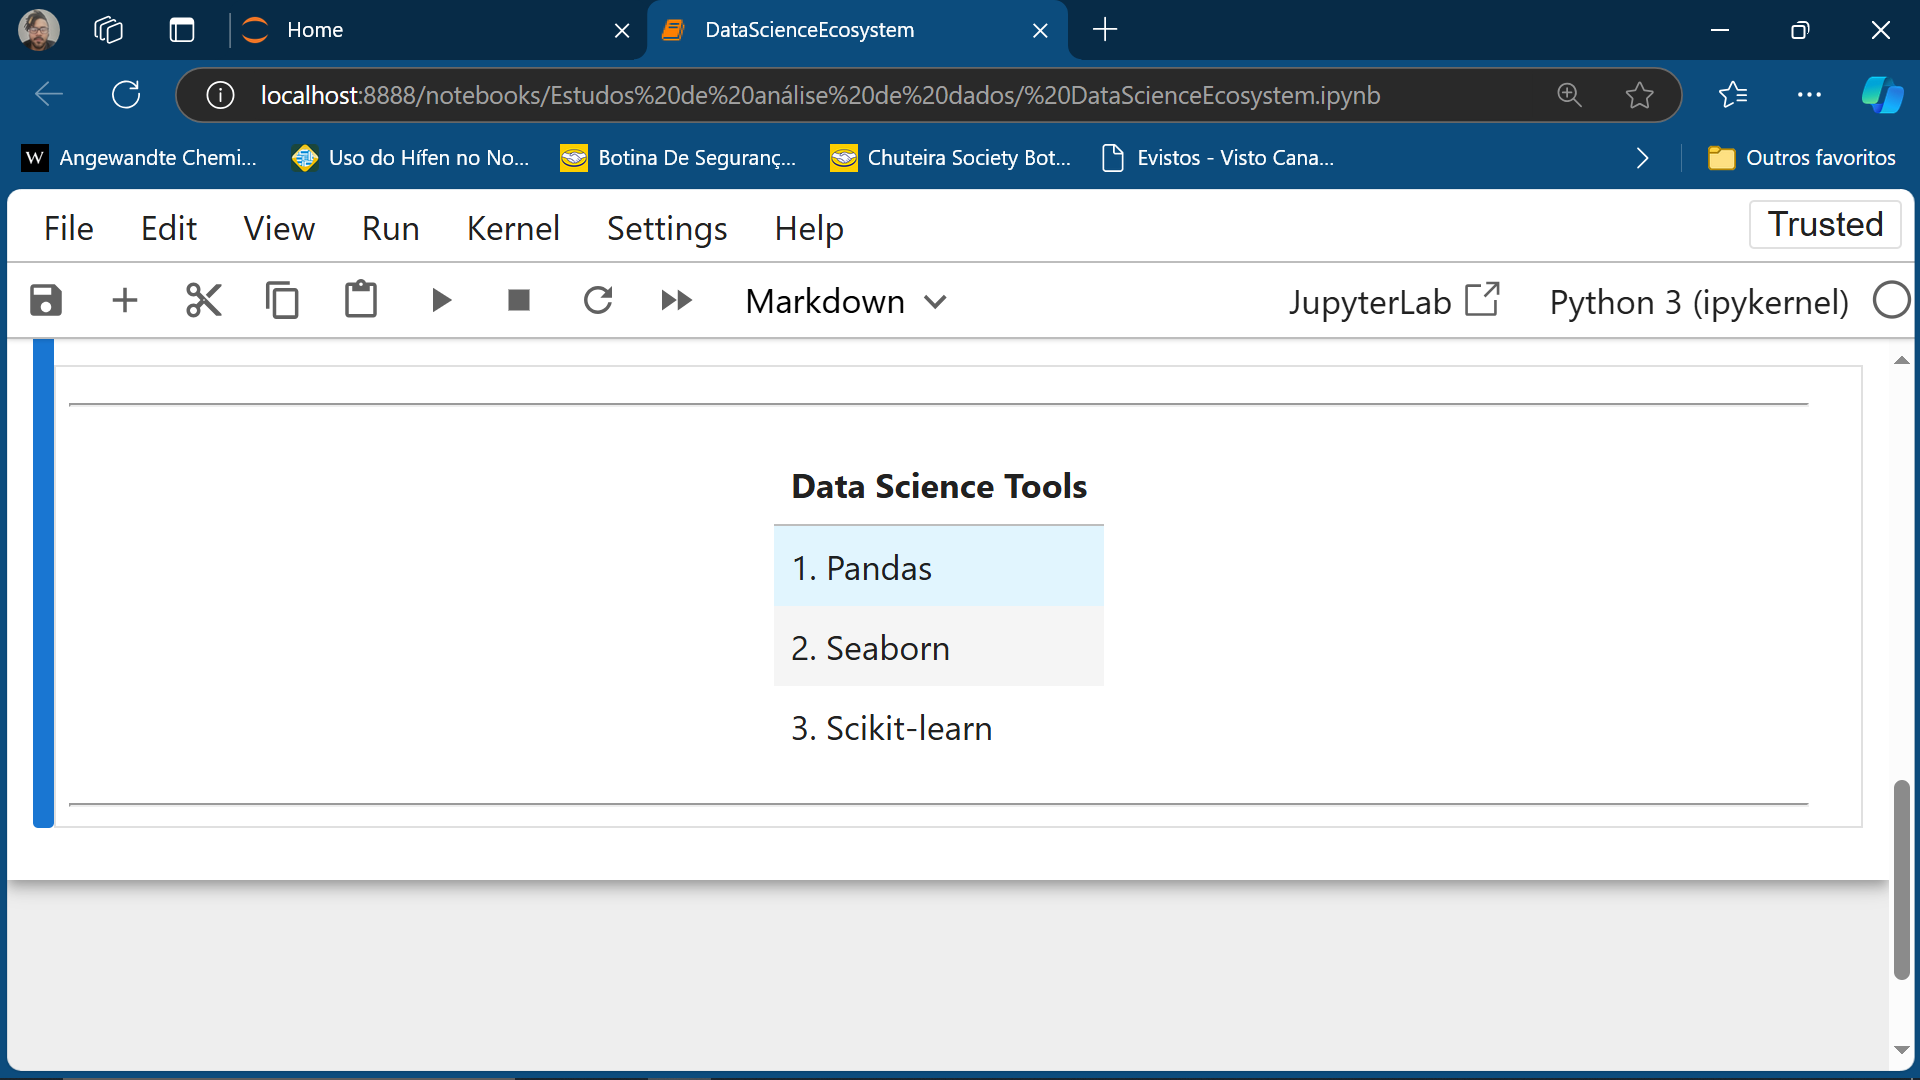 Home
DataScienceEcosystem
localhost:8888/notebooks/Estudos%20de%20análise%20de%20dados/%20DataScienceEcosystem.ipynb
W Angewandte Chemi... Uso do Hífen no No... Botina De Seguranç... Chuteira Society Bot... Evistos - Visto Cana... Outros favoritos
File Edit View Run Kernel Settings Help Trusted
Markdown JupyterLab Python 3 (ipykernel)
Data Science Tools
1. Pandas
2. Seaborn
3. Scikit-learn